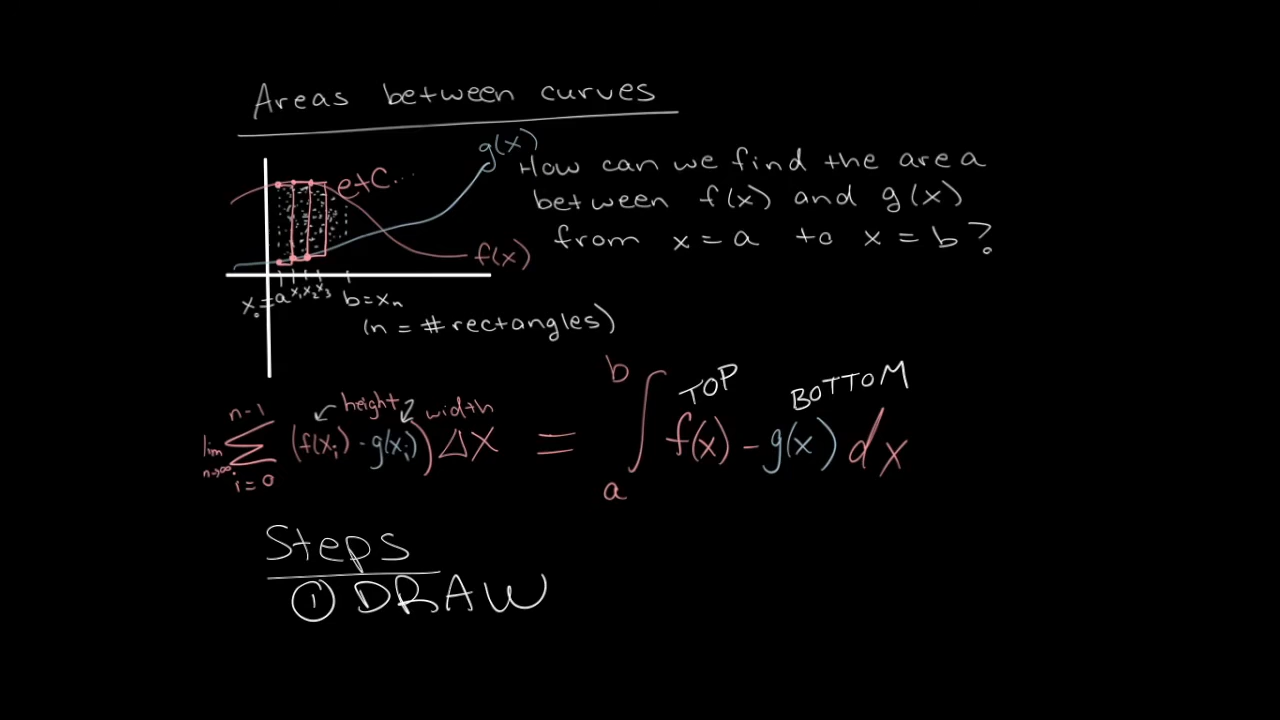 Areas between curves
g(x)
etc...
f(x)
x₀=a x₁ x₂ x₃ b=xₙ
(n = # rectangles)
How can we find the area
between f(x) and g(x)
from x=a to x=b?
height width
lim n→∞ n-1 Σ i=0 (f(xᵢ) - g(xᵢ)) Δx = ∫ b a f(x) - g(x) dx
TOP BOTTOM
Steps
① DRAW